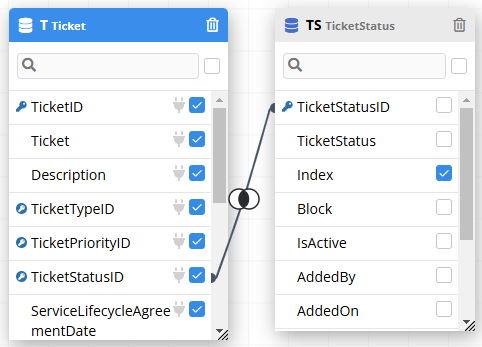 T Ticket
TicketID
Ticket
Description
TicketTypeID
TicketPriorityID
TicketStatusID
ServiceLifecycleAgree
mentDate
TS TicketStatus
TicketStatusID
TicketStatus
Index
Block
IsActive
AddedBy
AddedOn